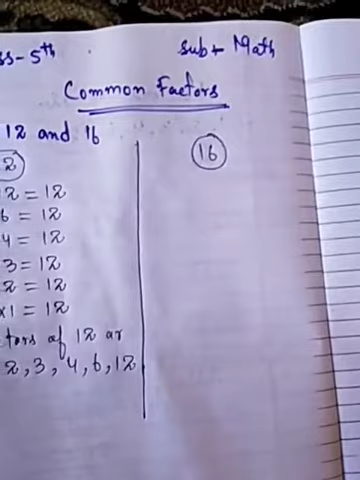 ss - 5th
Sub - Math
Common Factors
12 and 16
2
12 = 12
6 = 12
4 = 12
3 = 12
2 = 12
x1 = 12
tors of 12 ar
2, 3, 4, 6, 12
16